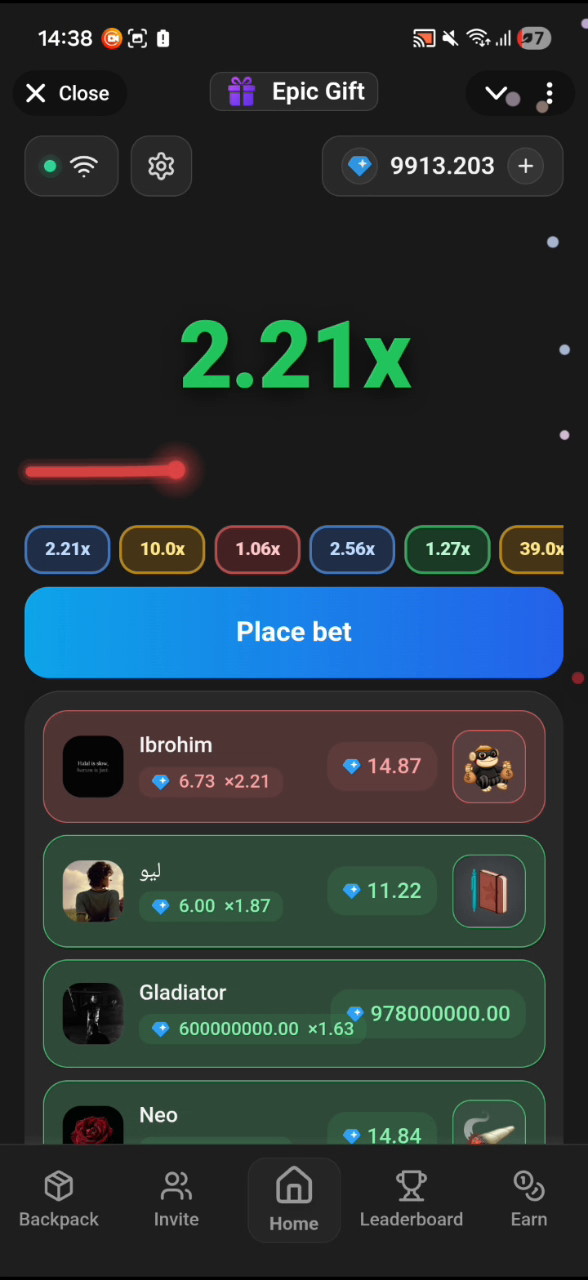 14:38
7
Close
Epic Gift
9913.203
2.21x
2.21x 10.0x 1.06x 2.56x 1.27x 39.0x
Place bet
Ibrohim
6.73 ×2.21
14.87
ليو
6.00 ×1.87
11.22
Gladiator
600000000.00 ×1.63
978000000.00
Neo
14.84
Backpack
Invite
Home
Leaderboard
Earn